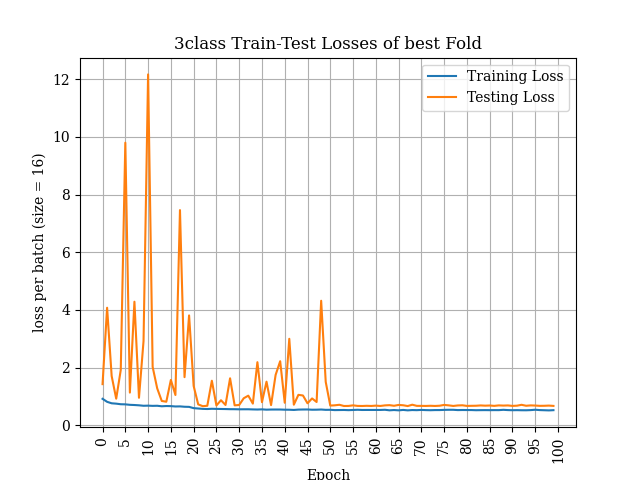 3class Train-Test Losses of best Fold
Training Loss
Testing Loss
loss per batch (size = 16)
12
10
8
6
4
2
0
0 5 10 15 20 25 30 35 40 45 50 55 60 65 70 75 80 85 90 95 100
Epoch